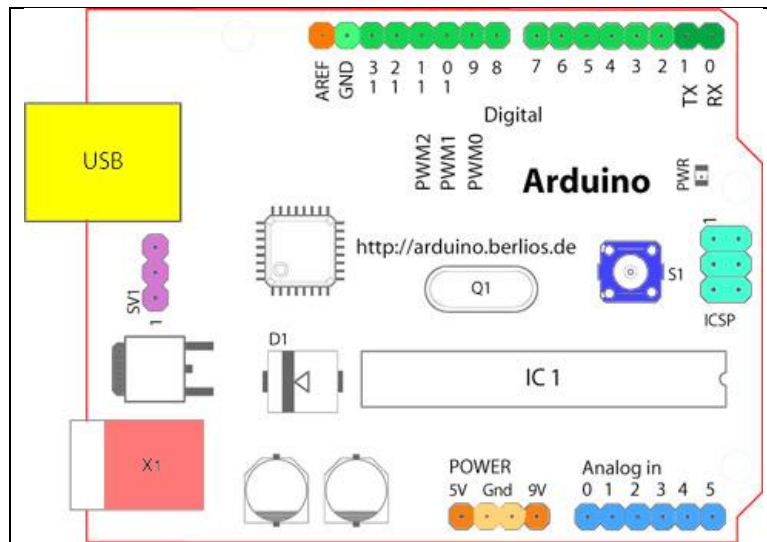 AREF
GND
13
12
11
10
9
8
7
6
5
4
3
2
1
0
TX
RX
Digital
PWM2
PWM1
PWM0
Arduino
PWR
USB
http://arduino.berlios.de
SV1
1
Q1
S1
1
ICSP
D1
IC 1
X1
POWER
5V Gnd 9V
Analog in
0 1 2 3 4 5